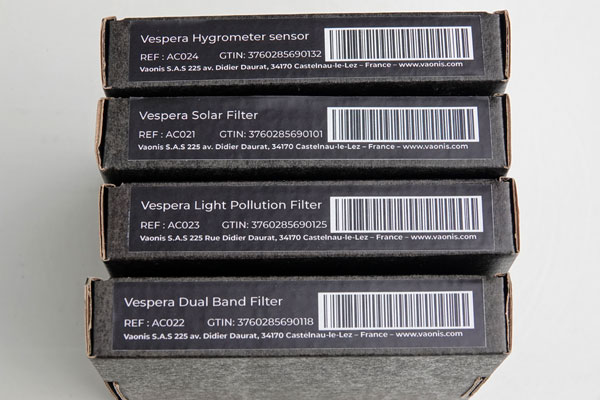 Vespera Hygrometer sensor
REF : AC024 GTIN: 3760285690132
Vaonis S.A.S 225 av. Didier Daurat, 34170 Castelnau-le-Lez – France – www.vaonis.com
Vespera Solar Filter
REF : AC021 GTIN: 3760285690101
Vaonis S.A.S 225 av. Didier Daurat, 34170 Castelnau-le-Lez – France – www.vaonis.com
Vespera Light Pollution Filter
REF : AC023 GTIN: 3760285690125
Vaonis S.A.S 225 Rue Didier Daurat, 34170 Castelnau-le-Lez – France – www.vaonis.com
Vespera Dual Band Filter
REF : AC022 GTIN: 3760285690118
Vaonis S.A.S 225 av. Didier Daurat, 34170 Castelnau-le-Lez – France – www.vaonis.com